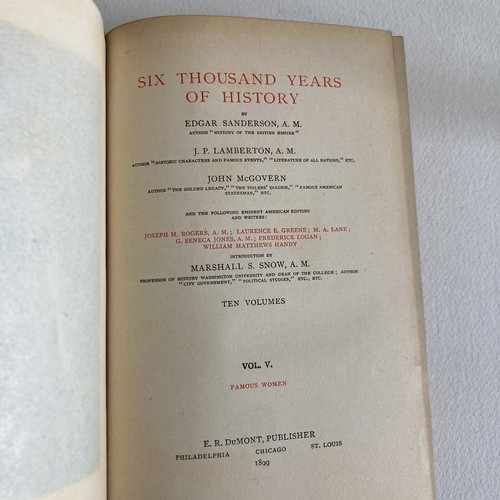 SIX THOUSAND YEARS
OF HISTORY
BY
EDGAR SANDERSON, A. M.
AUTHOR "HISTORY OF THE BRITISH EMPIRE"
J. P. LAMBERTON, A. M.
AUTHOR "HISTORIC CHARACTERS AND FAMOUS EVENTS," "LITERATURE OF ALL NATIONS," ETC.
JOHN McGOVERN
AUTHOR "THE GOLDEN LEGACY," "THE TOILERS' DIADEM," "FAMOUS AMERICAN
STATESMAN," ETC.
AND THE FOLLOWING EMINENT AMERICAN EDITORS
AND WRITERS:
JOSEPH M. ROGERS, A. M.; LAURENCE E. GREENE; M. A. LANE;
G. SENECA JONES, A. M.; FREDERICK LOGAN;
WILLIAM MATTHEWS HANDY
INTRODUCTION BY
MARSHALL S. SNOW, A. M.
PROFESSOR OF HISTORY WASHINGTON UNIVERSITY AND DEAN OF THE COLLEGE; AUTHOR
"CITY GOVERNMENT," "POLITICAL STUDIES," ETC., ETC.
TEN VOLUMES
VOL. V.
FAMOUS WOMEN
E. R. DuMONT, PUBLISHER
PHILADELPHIA CHICAGO ST. LOUIS
1899